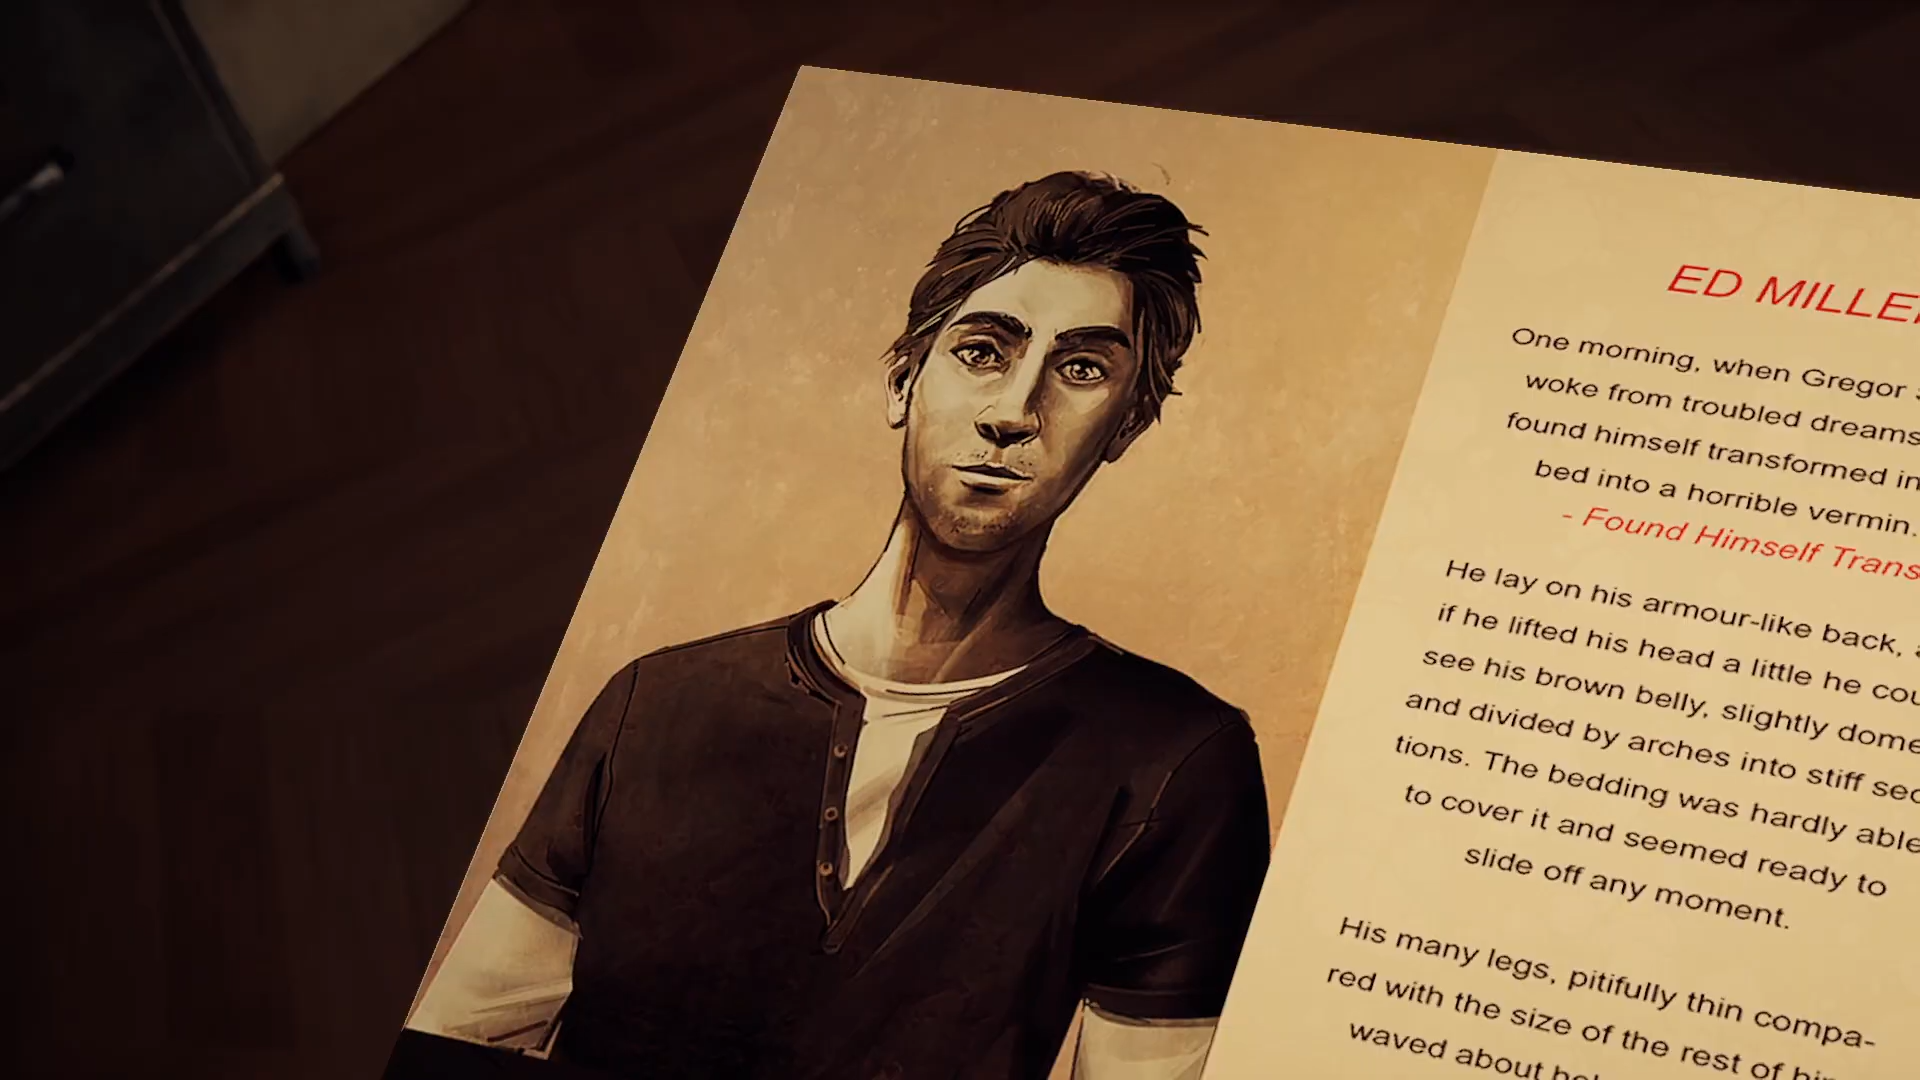 ED MILLE
One morning, when Gregor
woke from troubled dreams
found himself transformed in
bed into a horrible vermin.
- Found Himself Trans
He lay on his armour-like back,
if he lifted his head a little he cou
see his brown belly, slightly dome
and divided by arches into stiff sec
tions. The bedding was hardly able
to cover it and seemed ready to
slide off any moment.
His many legs, pitifully thin compa-
red with the size of the rest of
waved about